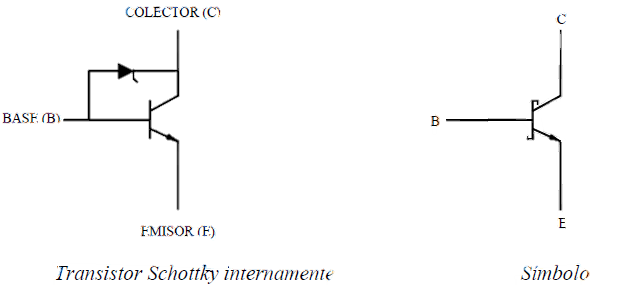 COLECTOR (C)
C
BASE (B)
B
EMISOR (E)
E
Transistor Schottky internamente
Símbolo